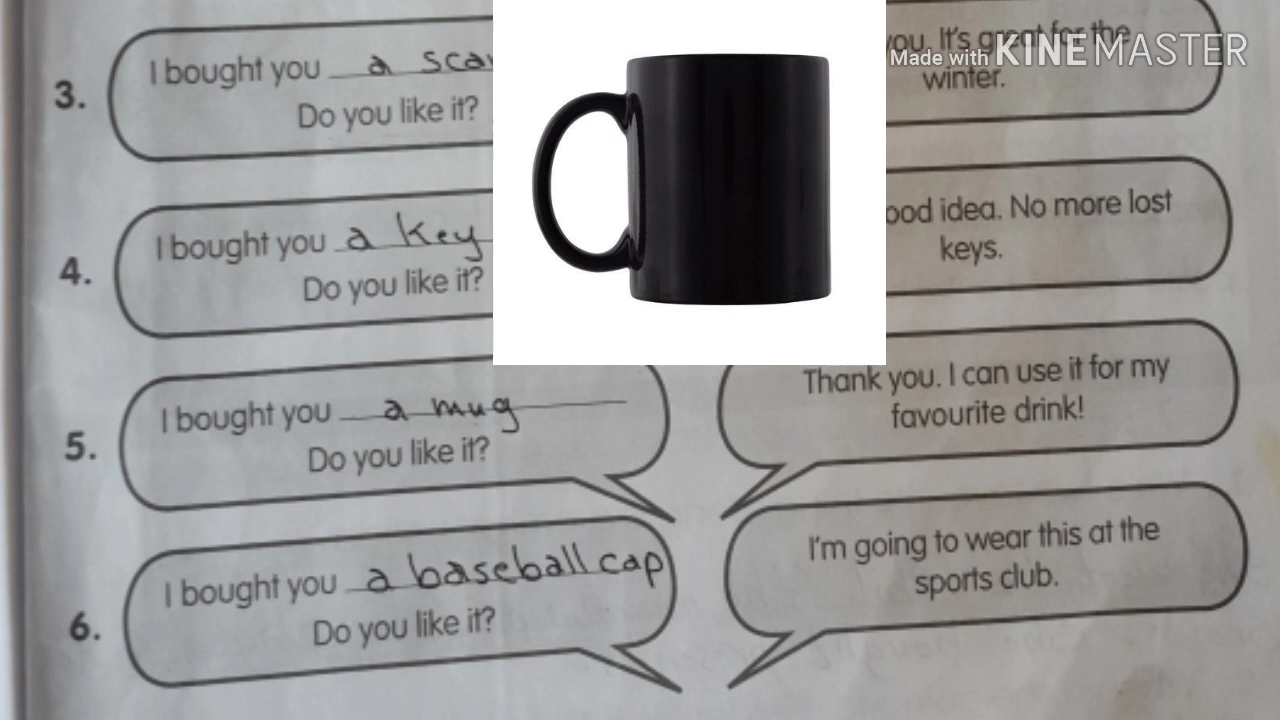 3.
I bought you a
Do you like it?
you. It's great for the
winter.
Made with KINEMASTER
4.
I bought you a key
Do you like it?
idea. No more lost
keys.
5.
I bought you a mug
Do you like it?
Thank you. I can use it for my
favourite drink!
6.
I bought you a baseball cap
Do you like it?
I'm going to wear this at the
sports club.